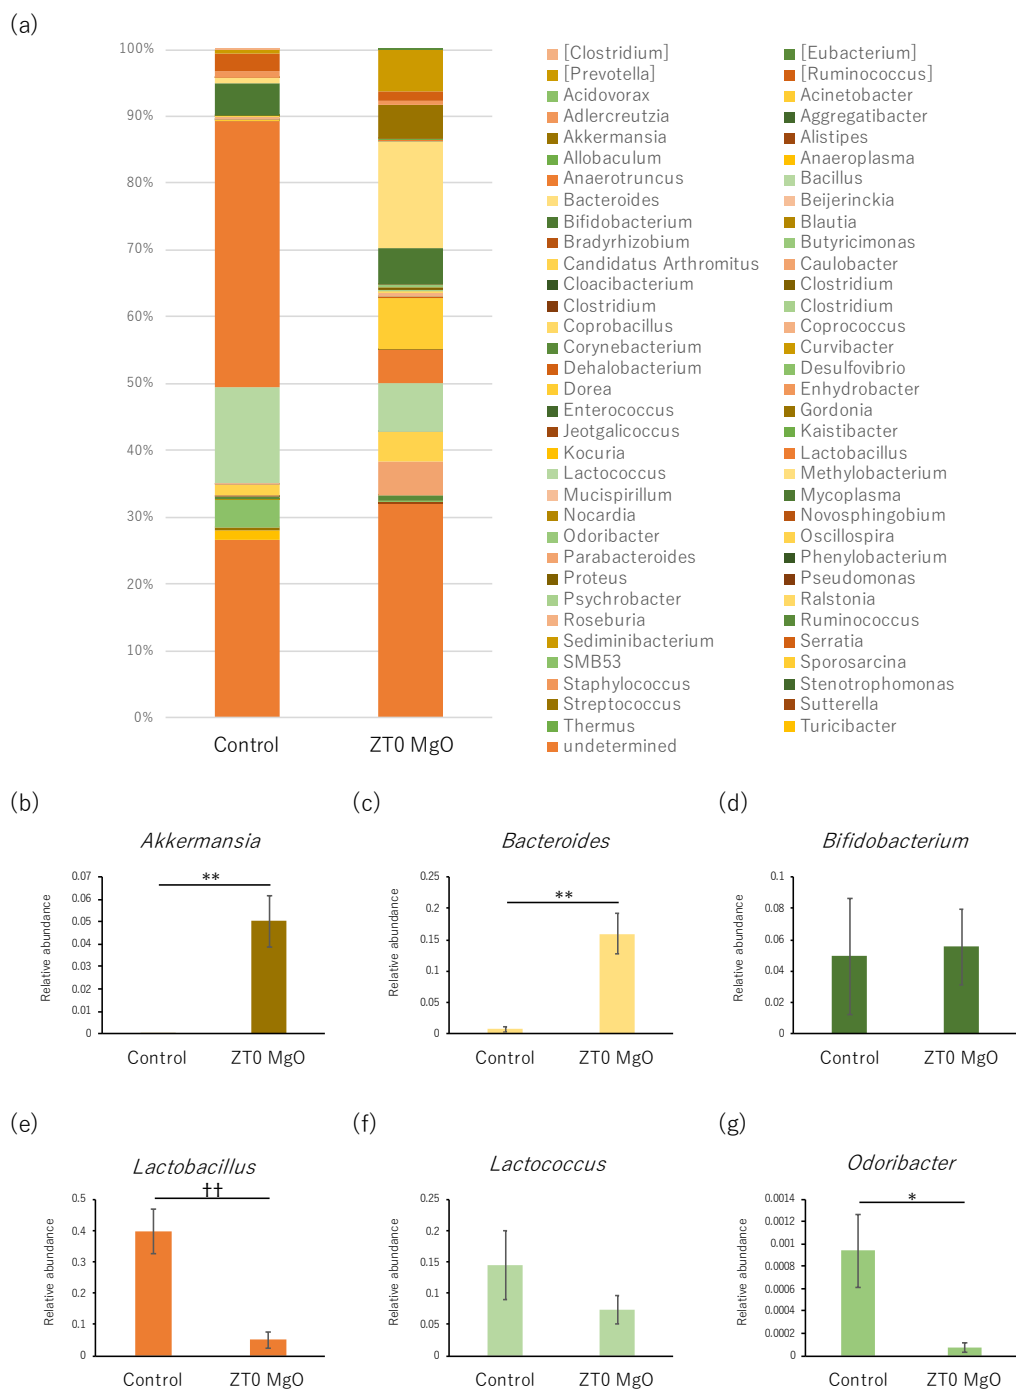 (a)
100%
90%
80%
70%
60%
50%
40%
30%
20%
10%
0%
Control ZT0 MgO
[Clostridium] [Eubacterium]
[Prevotella] [Ruminococcus]
Acidovorax Acinetobacter
Adlercreutzia Aggregatibacter
Akkermansia Alistipes
Allobaculum Anaeroplasma
Anaerotruncus Bacillus
Bacteroides Beijerinckia
Bifidobacterium Blautia
Bradyrhizobium Butyricimonas
Candidatus Arthromitus Caulobacter
Cloacibacterium Clostridium
Clostridium Clostridium
Coprobacillus Coprococcus
Corynebacterium Curvibacter
Dehalobacterium Desulfovibrio
Dorea Enhydrobacter
Enterococcus Gordonia
Jeotgalicoccus Kaistibacter
Kocuria Lactobacillus
Lactococcus Methylobacterium
Mucispirillum Mycoplasma
Nocardia Novosphingobium
Odoribacter Oscillospira
Parabacteroides Phenylobacterium
Proteus Pseudomonas
Psychrobacter Ralstonia
Roseburia Ruminococcus
Sediminibacterium Serratia
SMB53 Sporosarcina
Staphylococcus Stenotrophomonas
Streptococcus Sutterella
Thermus Turicibacter
undetermined
(b)
Akkermansia
Relative abundance
0.07
0.06
0.05
0.04
0.03
0.02
0.01
0
**
Control ZT0 MgO
(c)
Bacteroides
Relative abundance
0.25
0.2
0.15
0.1
0.05
0
**
Control ZT0 MgO
(d)
Bifidobacterium
Relative abundance
0.1
0.08
0.06
0.04
0.02
0
Control ZT0 MgO
(e)
Lactobacillus
††
Relative abundance
0.5
0.4
0.3
0.2
0.1
0
Control ZT0 MgO
(f)
Lactococcus
Relative abundance
0.25
0.2
0.15
0.1
0.05
0
Control ZT0 MgO
(g)
Odoribacter
Relative abundance
0.0014
0.0012
0.001
0.0008
0.0006
0.0004
0.0002
0
*
Control ZT0 MgO